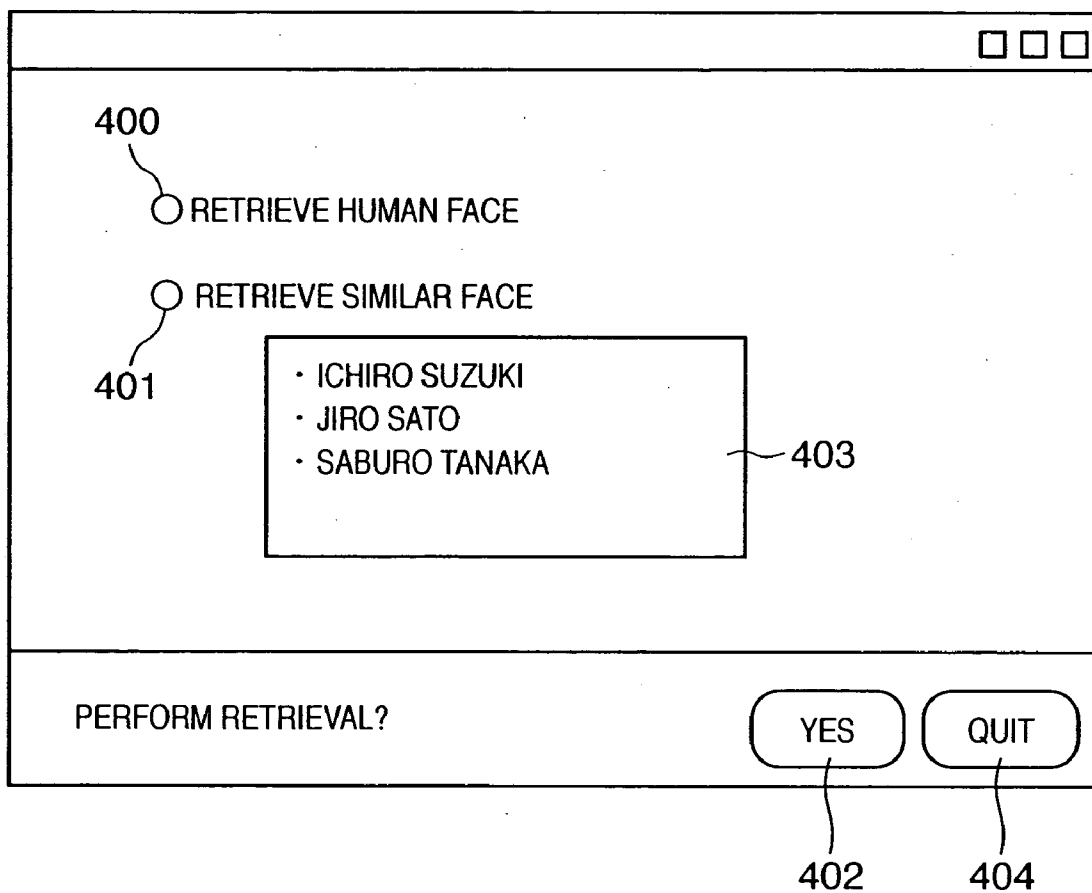 400
RETRIEVE HUMAN FACE
RETRIEVE SIMILAR FACE
401
· ICHIRO SUZUKI
· JIRO SATO
· SABURO TANAKA
403
PERFORM RETRIEVAL?
YES
QUIT
402
404